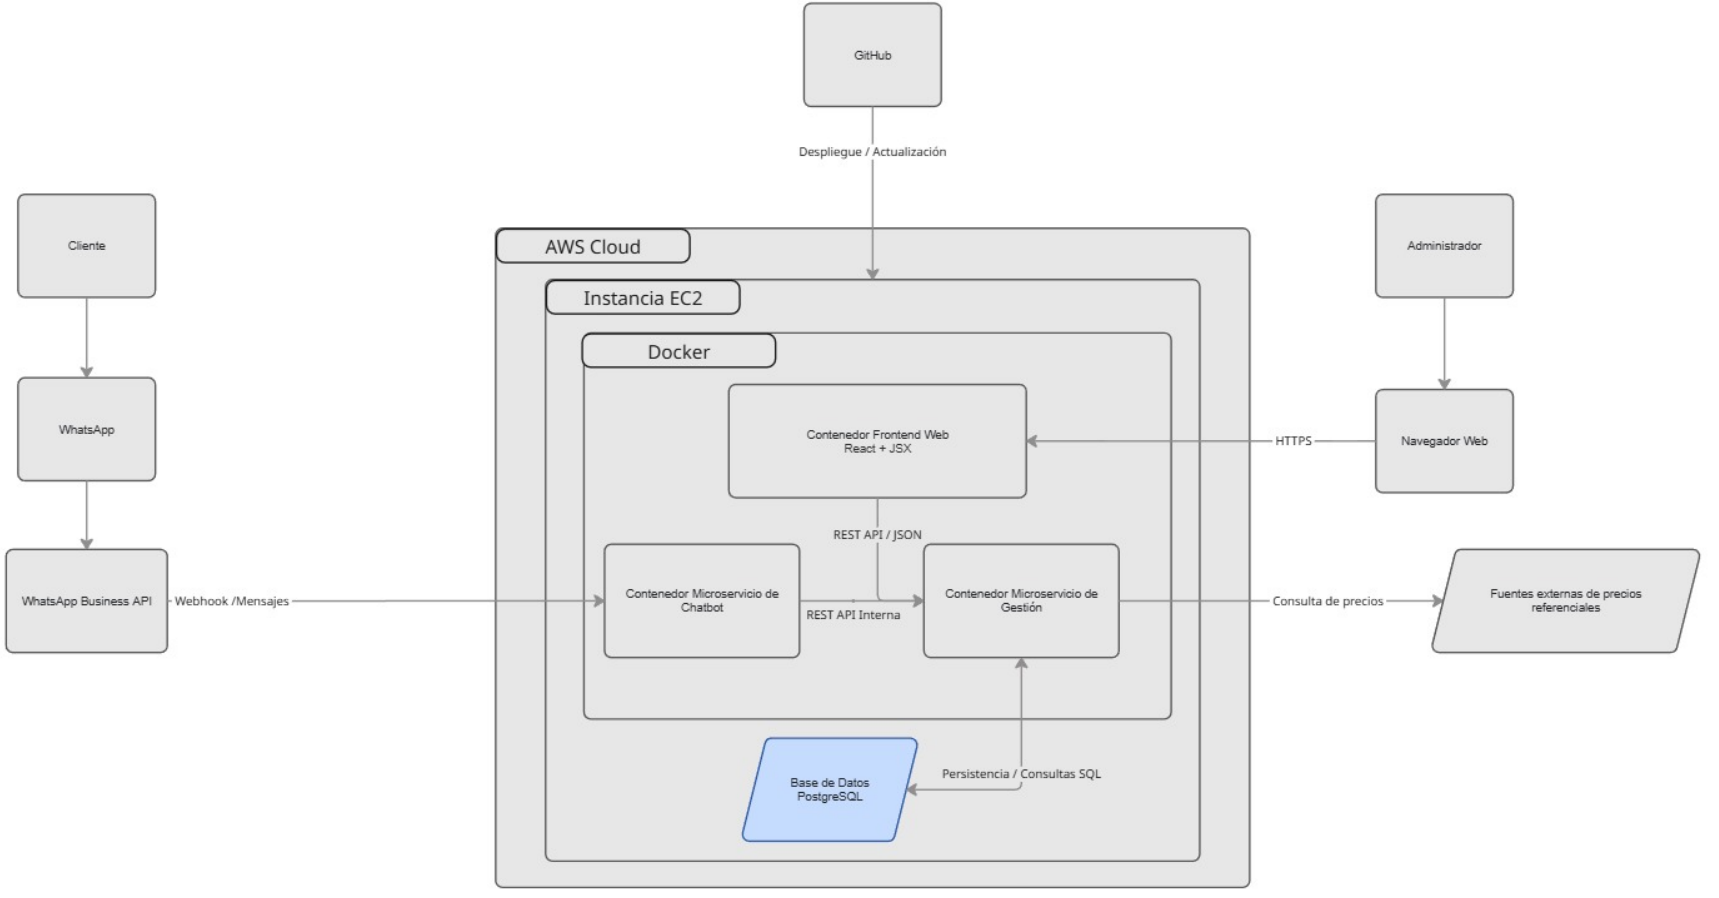 GitHub
Despliegue / Actualización
Cliente
AWS Cloud
Administrador
Instancia EC2
Docker
WhatsApp
Contenedor Frontend Web
React + JSX
HTTPS
Navegador Web
REST API / JSON
WhatsApp Business API
Webhook /Mensajes
Contenedor Microservicio de
Chatbot
REST API Interna
Contenedor Microservicio de
Gestión
Consulta de precios
Fuentes externas de precios
referenciales
Persistencia / Consultas SQL
Base de Datos
PostgreSQL